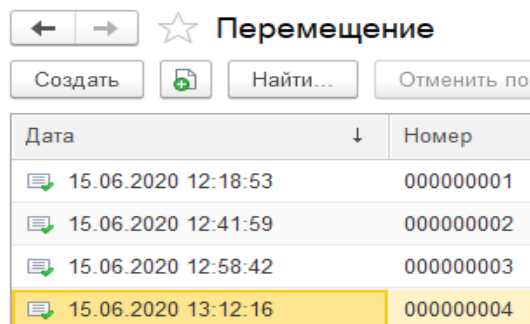 Перемещение
Создать Найти... Отменить по
Дата ↓ Номер
15.06.2020 12:18:53 000000001
15.06.2020 12:41:59 000000002
15.06.2020 12:58:42 000000003
15.06.2020 13:12:16 000000004